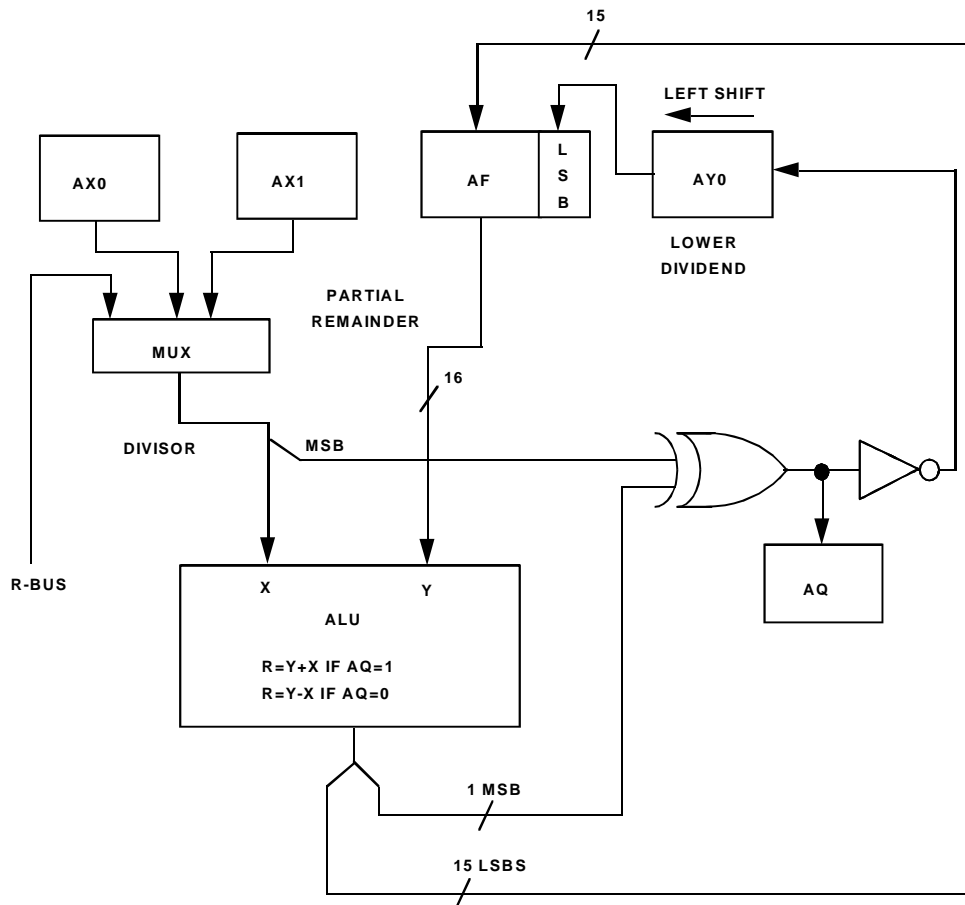 15
LEFT SHIFT
L
S
B
AX0
AX1
AF
AY0
LOWER
DIVIDEND
PARTIAL
REMAINDER
MUX
16
DIVISOR
MSB
R-BUS
X
Y
AQ
ALU
R=Y+X IF AQ=1
R=Y-X IF AQ=0
1 MSB
15 LSBS